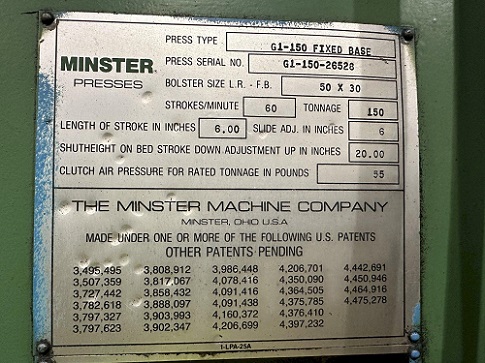 PRESS TYPE G1-150 FIXED BASE
MINSTER
PRESSES
PRESS SERIAL NO. G1-150-26526
BOLSTER SIZE L.R. - F.B. 50 X 30
STROKES/MINUTE 60 TONNAGE 150
LENGTH OF STROKE IN INCHES 6.00 SLIDE ADJ. IN INCHES 6
SHUTHEIGHT ON BED STROKE DOWN ADJUSTMENT UP IN INCHES 20.00
CLUTCH AIR PRESSURE FOR RATED TONNAGE IN POUNDS 55
THE MINSTER MACHINE COMPANY
MINSTER, OHIO U.S.A
MADE UNDER ONE OR MORE OF THE FOLLOWING U.S. PATENTS
OTHER PATENTS PENDING
3,495,495 3,808,912 3,986,448 4,206,701 4,442,691
3,507,359 3,817,067 4,078,416 4,350,090 4,450,946
3,727,442 3,858,432 4,091,416 4,364,505 4,464,916
3,782,618 3,858,097 4,091,438 4,375,785 4,475,278
3,797,327 3,903,993 4,160,372 4,376,410
3,797,623 3,902,347 4,206,699 4,397,232
1-LPA-25A